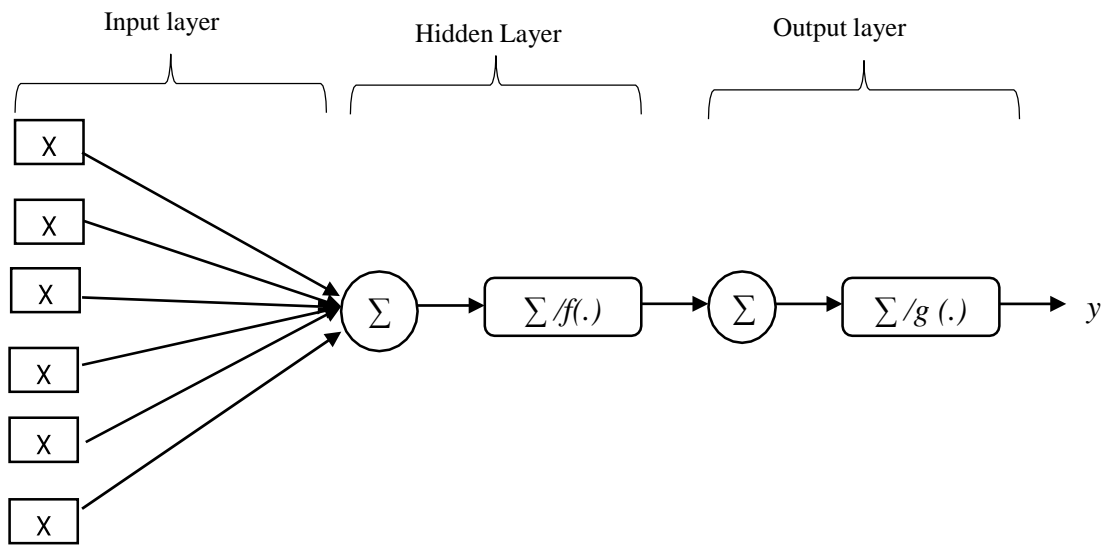 Input layer
Hidden Layer
Output layer
X
X
X
X
X
X
∑
∑ /f(.)
∑
∑ /g (.)
y